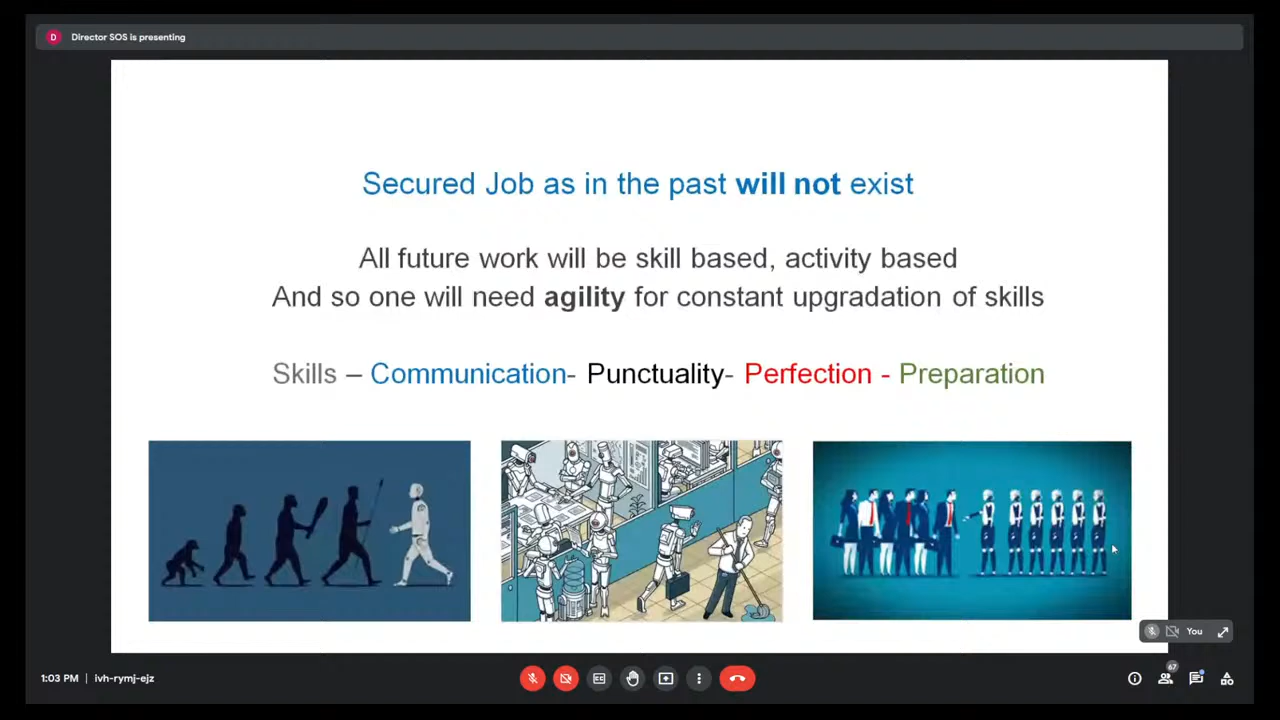 D Director SOS is presenting
Secured Job as in the past will not exist
All future work will be skill based, activity based
And so one will need agility for constant upgradation of skills
Skills – Communication- Punctuality- Perfection - Preparation
You
1:03 PM | ivh-rymj-ejz
67